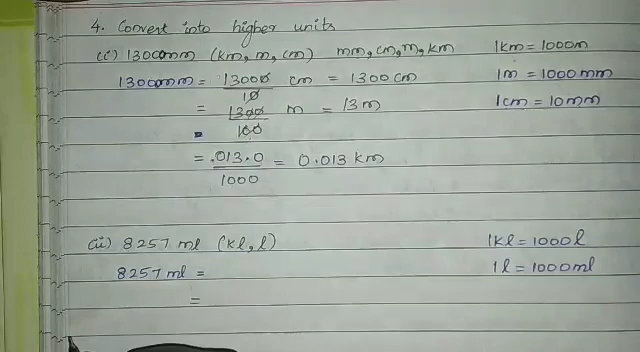 4. Convert into higher units
(i) 13000mm (km, m, cm) mm, cm, m, km 1km = 1000m
13000mm = 13000/10 cm = 1300 cm 1m = 1000mm
= 1300/100 m = 13m 1cm = 10mm
= .013.0/1000 = 0.013 km
(ii) 8257 ml (kl, l) 1kl = 1000 l
8257 ml = 1l = 1000ml
=